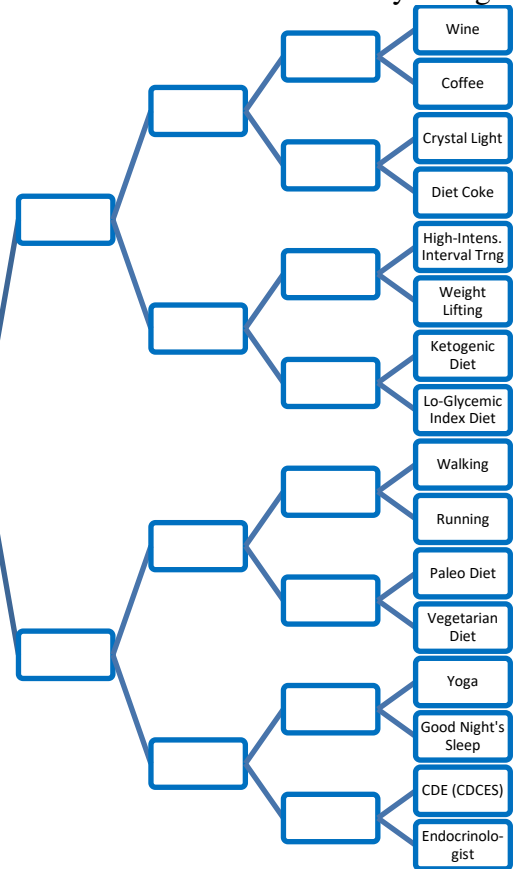 Wine
Coffee
Crystal Light
Diet Coke
High-Intens.
Interval Trng
Weight
Lifting
Ketogenic
Diet
Lo-Glycemic
Index Diet
Walking
Running
Paleo Diet
Vegetarian
Diet
Yoga
Good Night's
Sleep
CDE (CDCES)
Endocrinolo-
gist